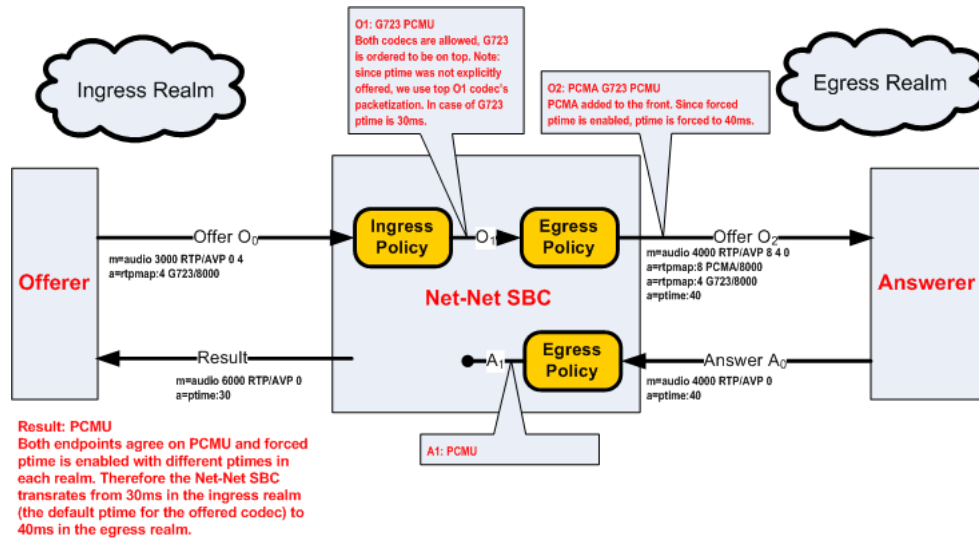 O1: G723 PCMU
Both codecs are allowed, G723
is ordered to be on top. Note:
since ptime was not explicitly
offered, we use top O1 codec's
packetization. In case of G723
ptime is 30ms.
Ingress Realm
Egress Realm
O2: PCMA G723 PCMU
PCMA added to the front. Since forced
ptime is enabled, ptime is forced to 40ms.
Offerer
Offer O0
m=audio 3000 RTP/AVP 0 4
a=rtpmap:4 G723/8000
Ingress
Policy
O1
Egress
Policy
Offer O2
m=audio 4000 RTP/AVP 8 4 0
a=rtpmap:8 PCMA/8000
a=rtpmap:4 G723/8000
a=ptime:40
Answerer
Net-Net SBC
Result
m=audio 6000 RTP/AVP 0
a=ptime:30
A1
Egress
Policy
Answer A0
m=audio 4000 RTP/AVP 0
a=ptime:40
A1: PCMU
Result: PCMU
Both endpoints agree on PCMU and forced
ptime is enabled with different ptimes in
each realm. Therefore the Net-Net SBC
transrates from 30ms in the ingress realm
(the default ptime for the offered codec) to
40ms in the egress realm.